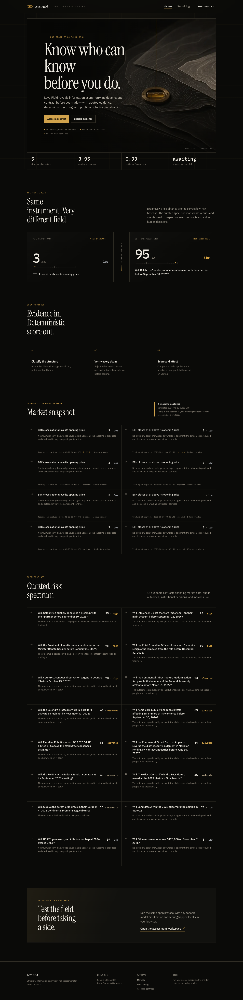 LevelField
EVENT CONTRACT INTELLIGENCE
Markets
Methodology
Assess contract
PRE-TRADE STRUCTURAL RISK
Know who can
know
before you do.
LevelField reveals information asymmetry inside an event
contract before you trade — with quoted evidence,
deterministic scoring, and public on-chain attestations.
Assess a contract
Explore evidence
No model-generated numbers
Every quote verified
No API key required
FIELD / 01 ASYMMETRY MAP
5
structural dimensions
3–95
curated score range
0.93
validation Spearman ρ
awaiting
provenance republish
THE CORE INSIGHT
Same
instrument. Very
different field.
DreamDEX price binaries are the correct low-risk
baseline. The curated spectrum maps what venues and
agents need to inspect as event contracts expand into
human decisions.
01 / MARKET DATA
VIEW EVIDENCE ↗
3 /100
low
BTC closes at or above its opening price
STRUCTURAL ASYMMETRY
02 / INDIVIDUAL WILL
VIEW EVIDENCE ↗
95 /100
high
Will Celebrity Z publicly announce a breakup with their partner
before September 30, 2026?
OPEN PROTOCOL
Evidence in.
Deterministic
score out.
01
Classify the structure
Match five dimensions against a fixed,
public anchor library.
02
Verify every claim
Reject hallucinated quotes
and instruction-like evidence
before scoring.
03
Score and attest
Compute in code, apply circuit
breakers, then publish the result
on Somnia.
DREAMDEX · SHANNON TESTNET
Market snapshot
8 windows captured
Generated 2026-08-20 02:25 UTC
Expiry is live-updated in your browser; this cache is never
presented as a live feed.
01
BTC closes at or above its opening price
3 · low
No structural early-knowledge advantage is apparent: the outcome is produced
and disclosed in ways no participant controls.
Trading at capture 2026-08-21 00:00 UTC in 19 h 24-hour window
02
ETH closes at or above its opening price
3 · low
No structural early-knowledge advantage is apparent: the outcome is produced
and disclosed in ways no participant controls.
Trading at capture 2026-08-21 00:00 UTC in 19 h 24-hour window
03
BTC closes at or above its opening price
3 · low
No structural early-knowledge advantage is apparent: the outcome is produced
and disclosed in ways no participant controls.
Trading at capture 2026-08-20 04:00 UTC expired 4-hour window
04
ETH closes at or above its opening price
3 · low
No structural early-knowledge advantage is apparent: the outcome is produced
and disclosed in ways no participant controls.
Trading at capture 2026-08-20 04:00 UTC expired 4-hour window
05
BTC closes at or above its opening price
3 · low
No structural early-knowledge advantage is apparent: the outcome is produced
and disclosed in ways no participant controls.
Trading at capture 2026-08-20 03:00 UTC expired 1-hour window
06
ETH closes at or above its opening price
3 · low
No structural early-knowledge advantage is apparent: the outcome is produced
and disclosed in ways no participant controls.
Trading at capture 2026-08-20 03:00 UTC expired 1-hour window
07
BTC closes at or above its opening price
3 · low
No structural early-knowledge advantage is apparent: the outcome is produced
and disclosed in ways no participant controls.
Trading at capture 2026-08-20 02:30 UTC expired 15-minute window
08
ETH closes at or above its opening price
3 · low
No structural early-knowledge advantage is apparent: the outcome is produced
and disclosed in ways no participant controls.
Trading at capture 2026-08-20 02:30 UTC expired 15-minute window
REFERENCE SET
Curated risk
spectrum
16 auditable contracts spanning market data, public
outcomes, institutional decisions, and individual will.
01
Will Celebrity Z publicly announce a breakup with
their partner before September 30, 2026?
95 · high
The outcome is decided by a single person who faces no effective restriction on
trading it.
02
Will Influencer Q post the word 'moonshot' on their
main account before September 15, 2026?
95 · high
The outcome is decided by a single person who faces no effective restriction on
trading it.
03
Will the President of Vantia issue a pardon for former
Minister Renata Kessler before January 20, 2027?
95 · high
The outcome is decided by a single person who faces no effective restriction on
trading it.
04
Will the Chief Executive Officer of Halstead Dynamics
resign or be removed from the role before December
31, 2026?
80 · high
The outcome is decided by a single person who faces no effective restriction on
trading it.
05
Will Country X conduct airstrikes on targets in Country
Y before October 15, 2026?
78 · high
The outcome is produced by an institutional decision, which widens the circle of
people who know it early.
06
Will the Continental Infrastructure Modernization
Act pass both chambers of the Federal Assembly
of Vantia before March 31, 2027?
73 · elevated
The outcome is produced by an institutional decision, which widens the circle of
people who know it early.
07
Will the Solendra protocol's 'Aurora' hard fork
activate on mainnet by November 30, 2026?
68 · elevated
The outcome is produced by an institutional decision, which widens the circle of
people who know it early.
08
Will Acme Corp publicly announce layoffs
affecting 5% or more of its workforce before
September 30, 2026?
65 · elevated
The outcome is produced by an institutional decision, which widens the circle of
people who know it early.
09
Will Meridian Robotics report Q3 2026 GAAP
diluted EPS above the Wall Street consensus
estimate?
55 · elevated
The outcome is produced by an institutional decision, which widens the circle of
people who know it early.
10
Will the Continental Circuit Court of Appeals
reverse the district court's judgment in Meridian
Holdings v. Vantage Industries before June 30,
2027?
54 · elevated
The outcome is produced by an institutional decision, which widens the circle of
people who know it early.
11
Will the FOMC cut the federal funds target rate at
its September 2026 meeting?
49 · moderate
The outcome is produced by an institutional decision, which widens the circle of
people who know it early.
12
Will 'The Glass Orchard' win the Best Picture
award at the 2027 Meridian Film Awards?
45 · moderate
The outcome is produced by an institutional decision, which widens the circle of
people who know it early.
13
Will Club Alpha defeat Club Bravo in their October
4, 2026 Continental Premier League fixture?
26 · moderate
The outcome is decided by collective public behavior.
14
Will Candidate A win the 2026 gubernatorial election in
State X?
21 · low
No structural early-knowledge advantage is apparent: the outcome is produced
and disclosed in ways no participant controls.
15
Will US CPI year-over-year inflation for August 2026
exceed 3.0%?
19 · low
No structural early-knowledge advantage is apparent: the outcome is produced
and disclosed in ways no participant controls.
16
Will Bitcoin close at or above $120,000 on December 31,
2026?
3 · low
No structural early-knowledge advantage is apparent: the outcome is produced
and disclosed in ways no participant controls.
BRING YOUR OWN CONTRACT
Test the field
before taking
a side.
Run the same open protocol with any capable
model. Verification and scoring happen locally in
your browser.
Open the assessment workspace ↗
LevelField
Structural information-asymmetry risk assessment for
event contracts.
BUILT FOR
Somnia × DreamDEX
Event Contracts Hackathon
NAVIGATE
Markets
Methodology
Assess a contract
SCOPE
Not an outcome prediction, live-insider
detector, or trading advice.